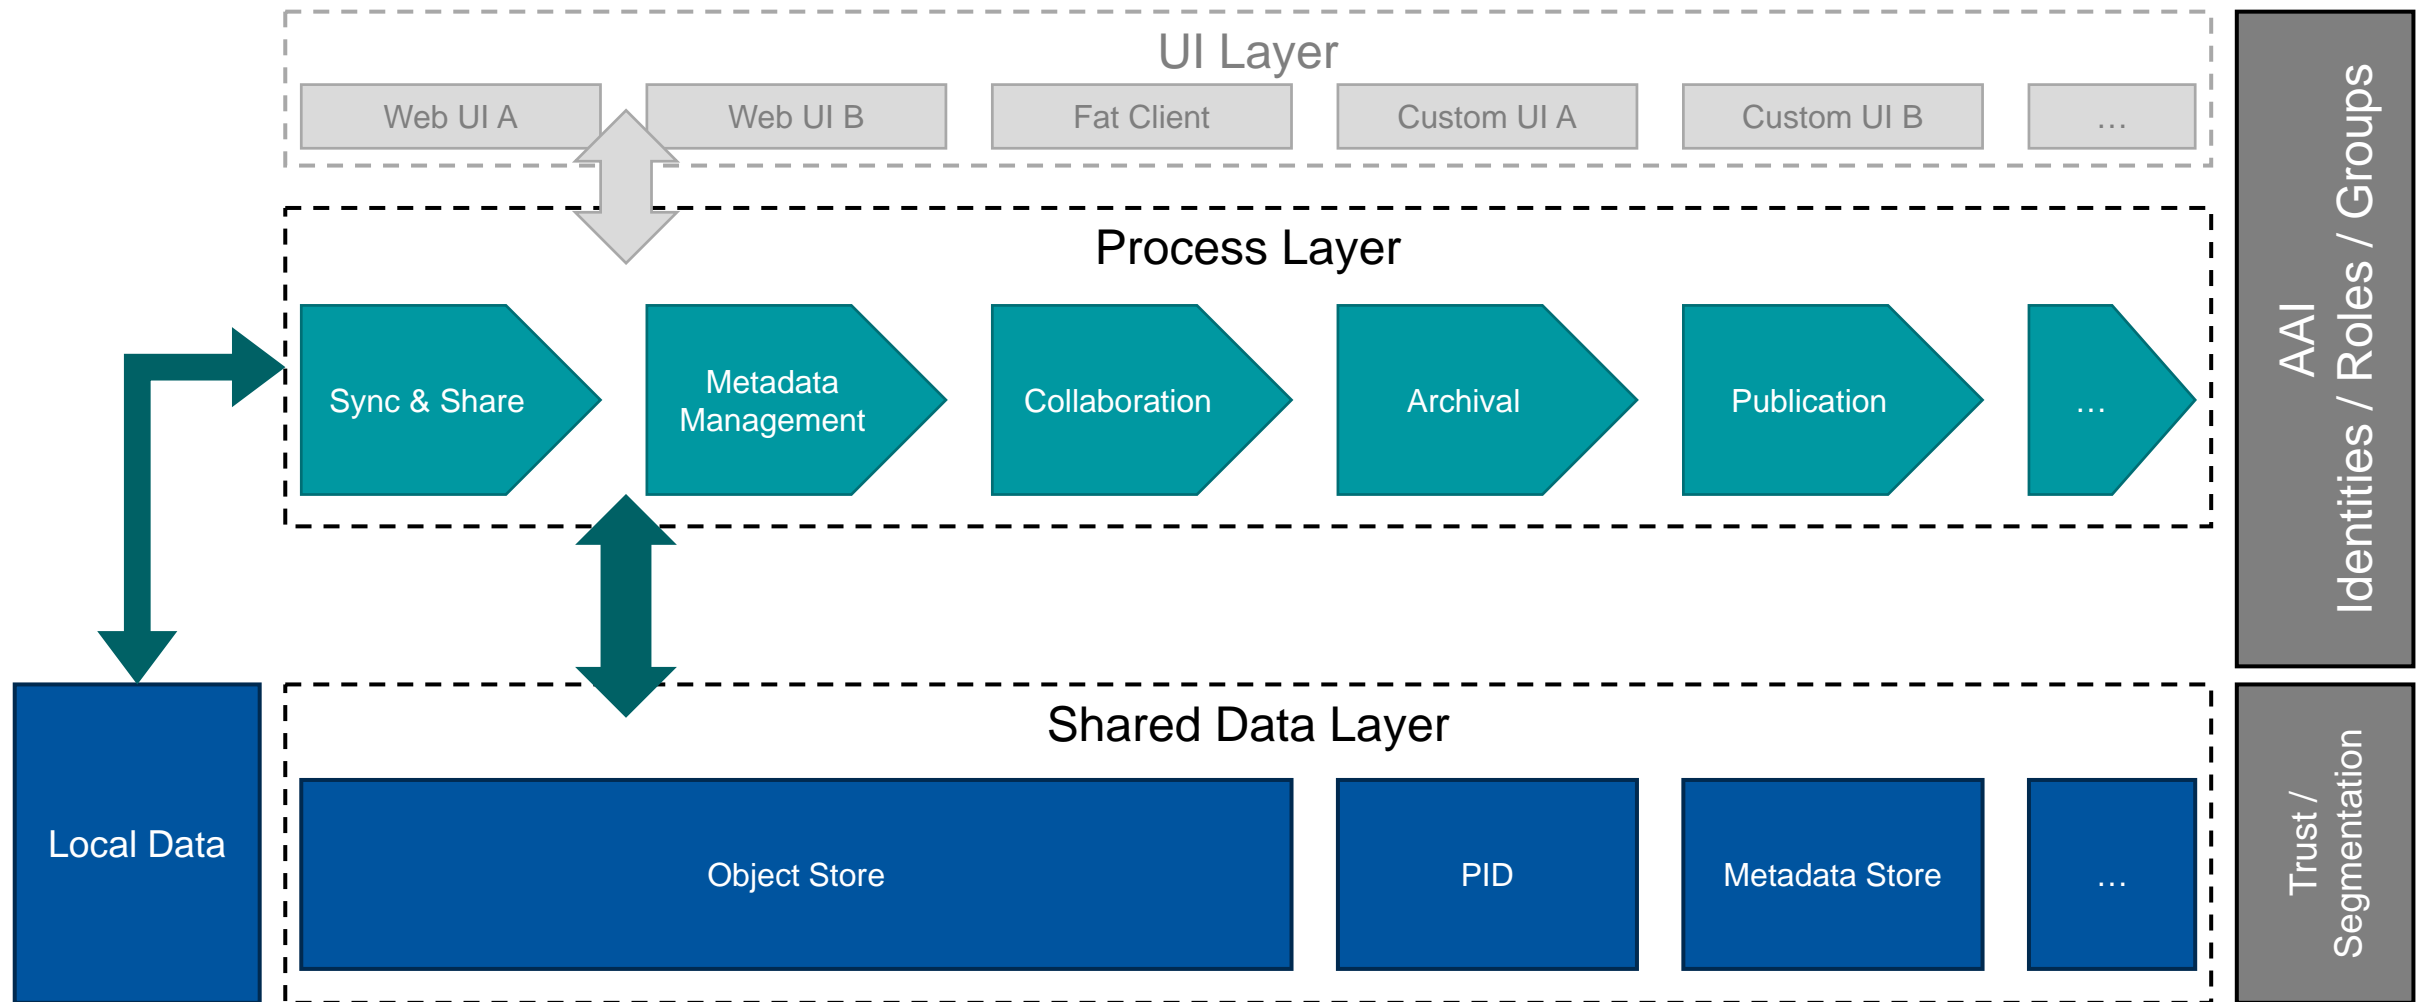 UI Layer
Web UI A
Web UI B
Fat Client
Custom UI A
Custom UI B
…
Process Layer
Sync & Share
Metadata
Management
Collaboration
Archival
Publication
…
Shared Data Layer
Local Data
Object Store
PID
Metadata Store
…
AAI
Identities / Roles / Groups
Trust /
Segmentation